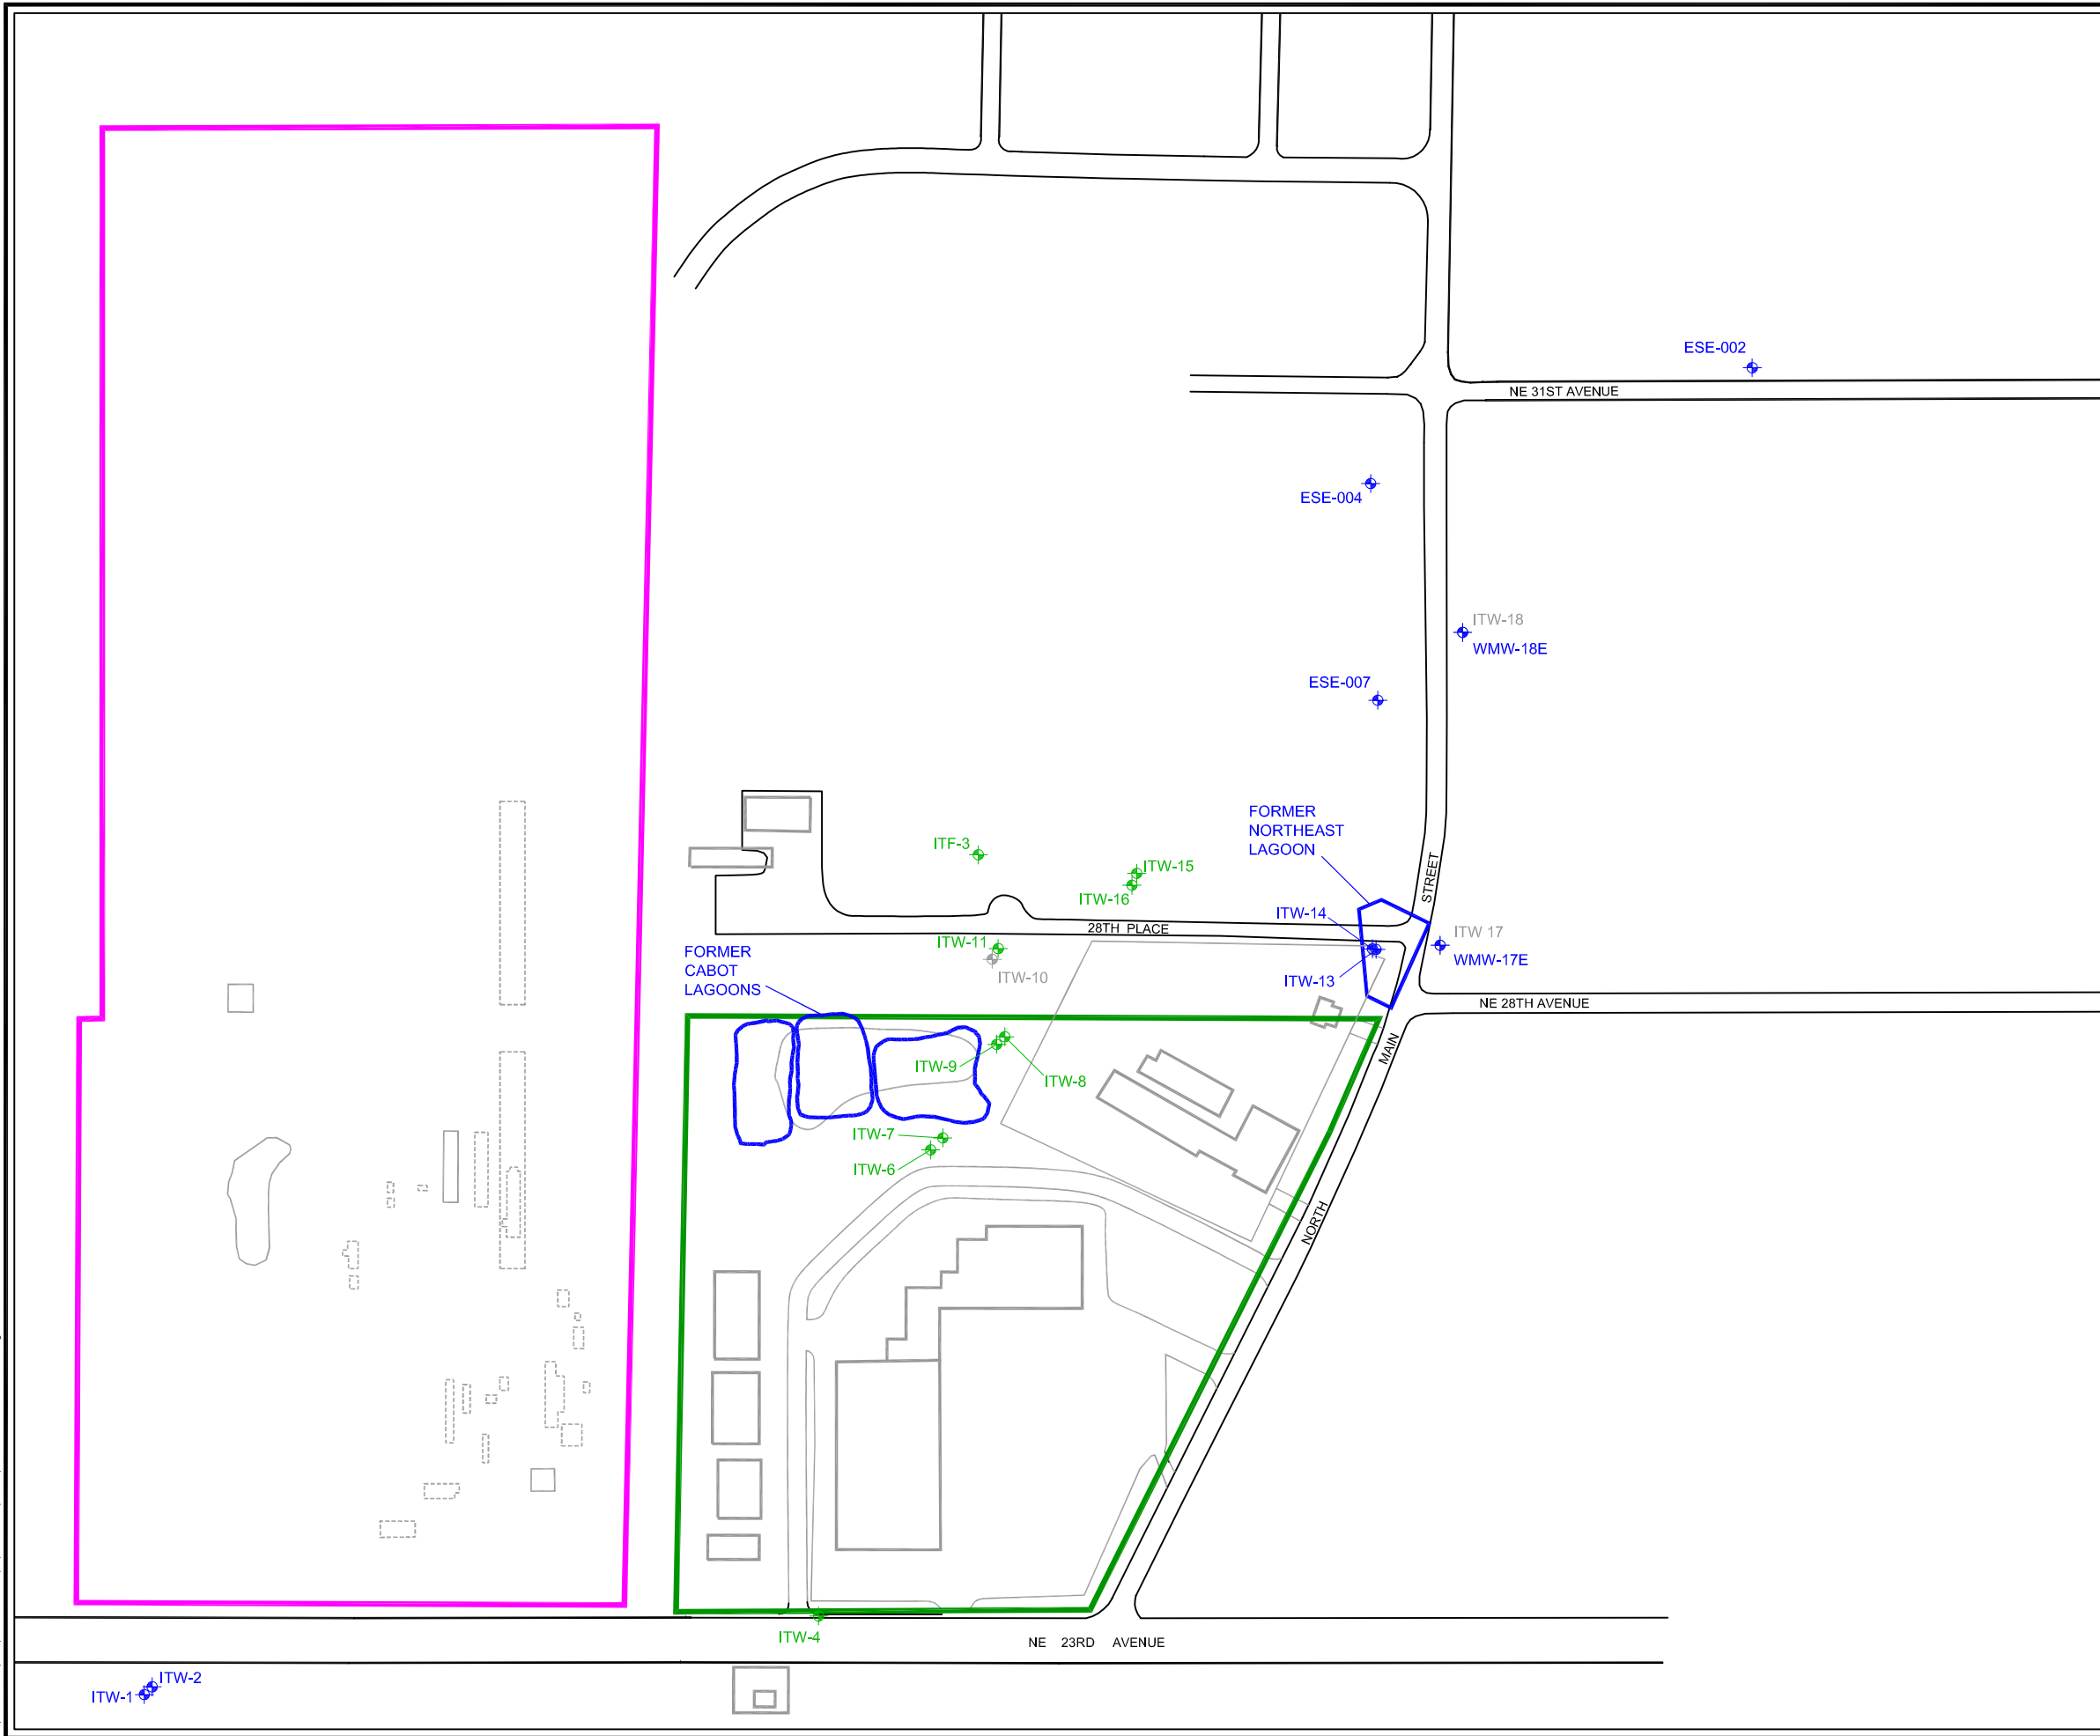 ESE-002
NE 31ST AVENUE
ESE-004
ITW-18
WMW-18E
ESE-007
FORMER
NORTHEAST
LAGOON
ITF-3
ITW-15
ITW-16
STREET
ITW-14
28TH PLACE
ITW 17
ITW-11
FORMER
CABOT
LAGOONS
WMW-17E
ITW-10
ITW-13
NE 28TH AVENUE
MAIN
ITW-9
ITW-8
ITW-7
ITW-6
NORTH
ITW-4
NE 23RD AVENUE
ITW-2
ITW-1